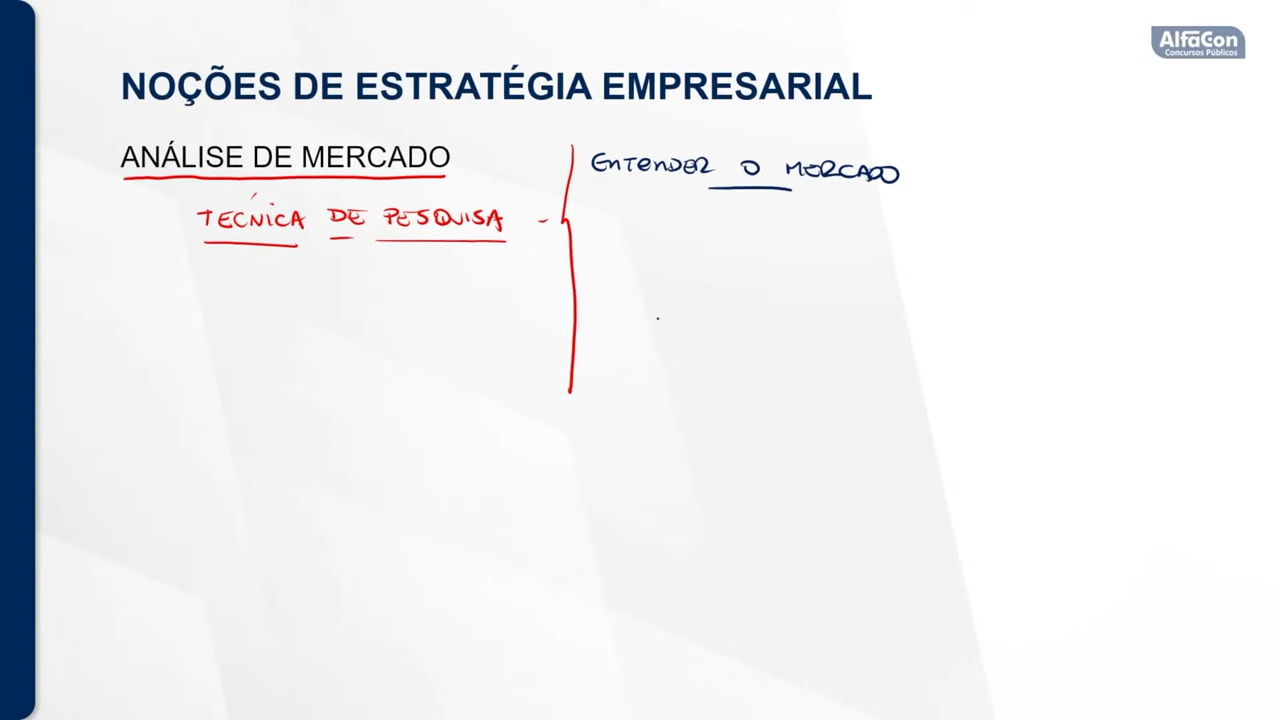 AlfaCon
Concursos Públicos
NOÇÕES DE ESTRATÉGIA EMPRESARIAL
ANÁLISE DE MERCADO
ENTENDER O MERCADO
TÉCNICA DE PESQUISA -